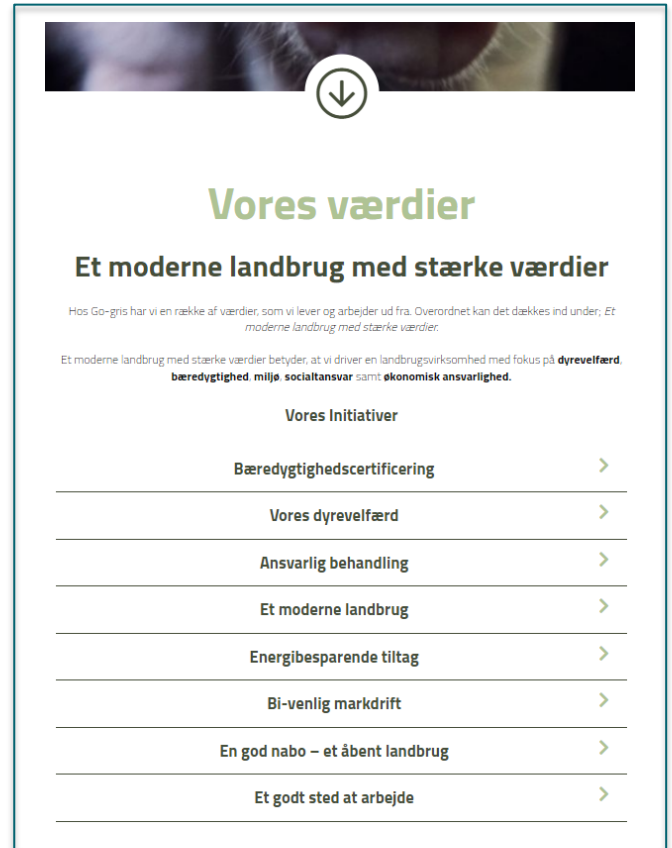 Vores værdier
Et moderne landbrug med stærke værdier
Hos Go-gris har vi en række af værdier, som vi lever og arbejder ud fra. Overordnet kan det dækkes ind under; Et
moderne landbrug med stærke værdier.
Et moderne landbrug med stærke værdier betyder, at vi driver en landbrugsvirksomhed med fokus på dyrevelfærd,
bæredygtighed, miljø, socialtansvar samt økonomisk ansvarlighed.
Vores Initiativer
Bæredygtighedscertificering
Vores dyrevelfærd
Ansvarlig behandling
Et moderne landbrug
Energibesparende tiltag
Bi-venlig markdrift
En god nabo – et åbent landbrug
Et godt sted at arbejde